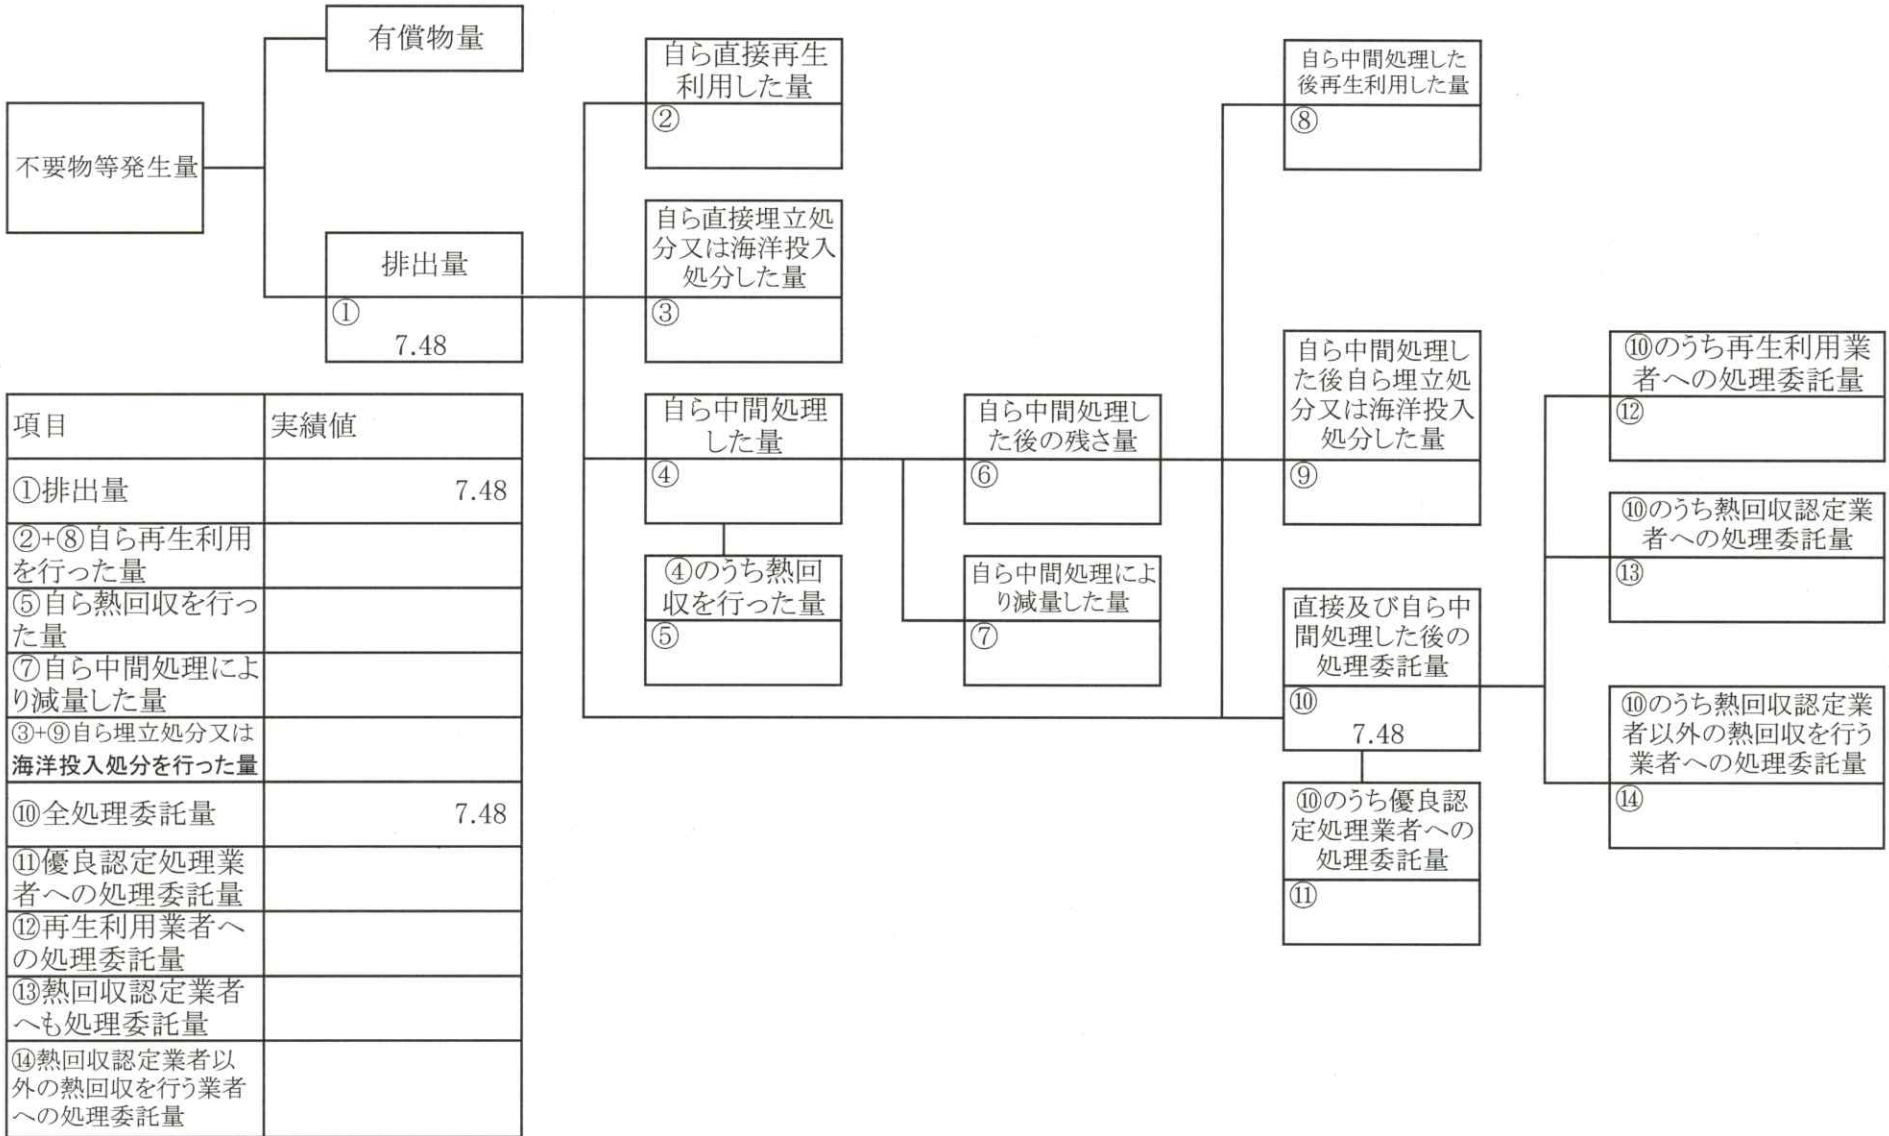 有償物量
不要物等発生量
排出量
①
7.48
自ら直接再生
利用した量
②
自ら直接埋立処
分又は海洋投入
処分した量
③
自ら中間処理
した量
④
④のうち熱回
収を行った量
⑤
自ら中間処理し
た後の残さ量
⑥
自ら中間処理によ
り減量した量
⑦
自ら中間処理した
後再生利用した量
⑧
自ら中間処理し
た後自ら埋立処
分又は海洋投入
処分した量
⑨
直接及び自ら中
間処理した後の
処理委託量
⑩
7.48
⑩のうち優良認
定処理業者への
処理委託量
⑪
⑩のうち再生利用業
者への処理委託量
⑫
⑩のうち熱回収認定業
者への処理委託量
⑬
⑩のうち熱回収認定業
者以外の熱回収を行う
業者への処理委託量
⑭
項目 実績値
①排出量 7.48
②+⑧自ら再生利用
を行った量
⑤自ら熱回収を行っ
た量
⑦自ら中間処理によ
り減量した量
③+⑨自ら埋立処分又は
海洋投入処分を行った量
⑩全処理委託量 7.48
⑪優良認定処理業
者への処理委託量
⑫再生利用業者へ
の処理委託量
⑬熱回収認定業者
へも処理委託量
⑭熱回収認定業者以
外の熱回収を行う業者
への処理委託量